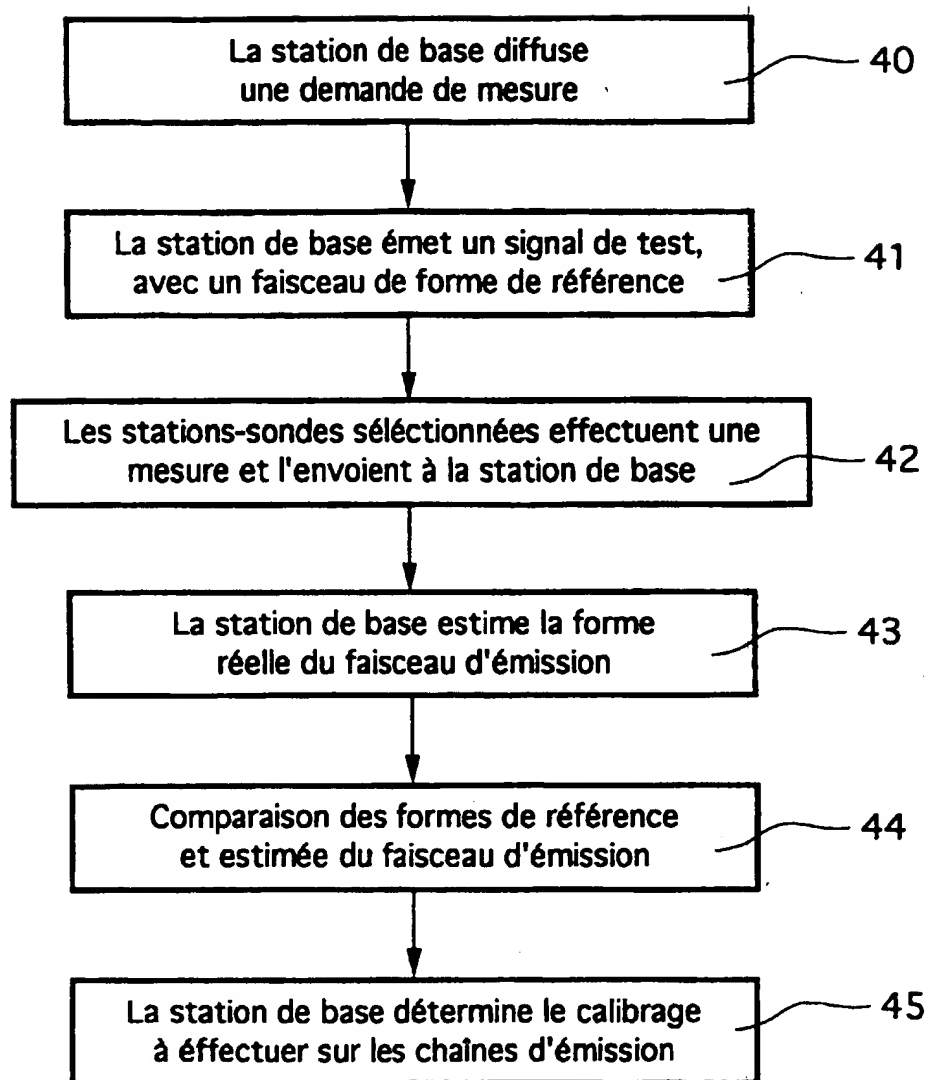 La station de base diffuse
une demande de mesure
40
La station de base émet un signal de test,
avec un faisceau de forme de référence
41
Les stations-sondes séléctionnées effectuent une
mesure et l'envoient à la station de base
42
La station de base estime la forme
réelle du faisceau d'émission
43
Comparaison des formes de référence
et estimée du faisceau d'émission
44
La station de base détermine le calibrage
à éffectuer sur les chaînes d'émission
45